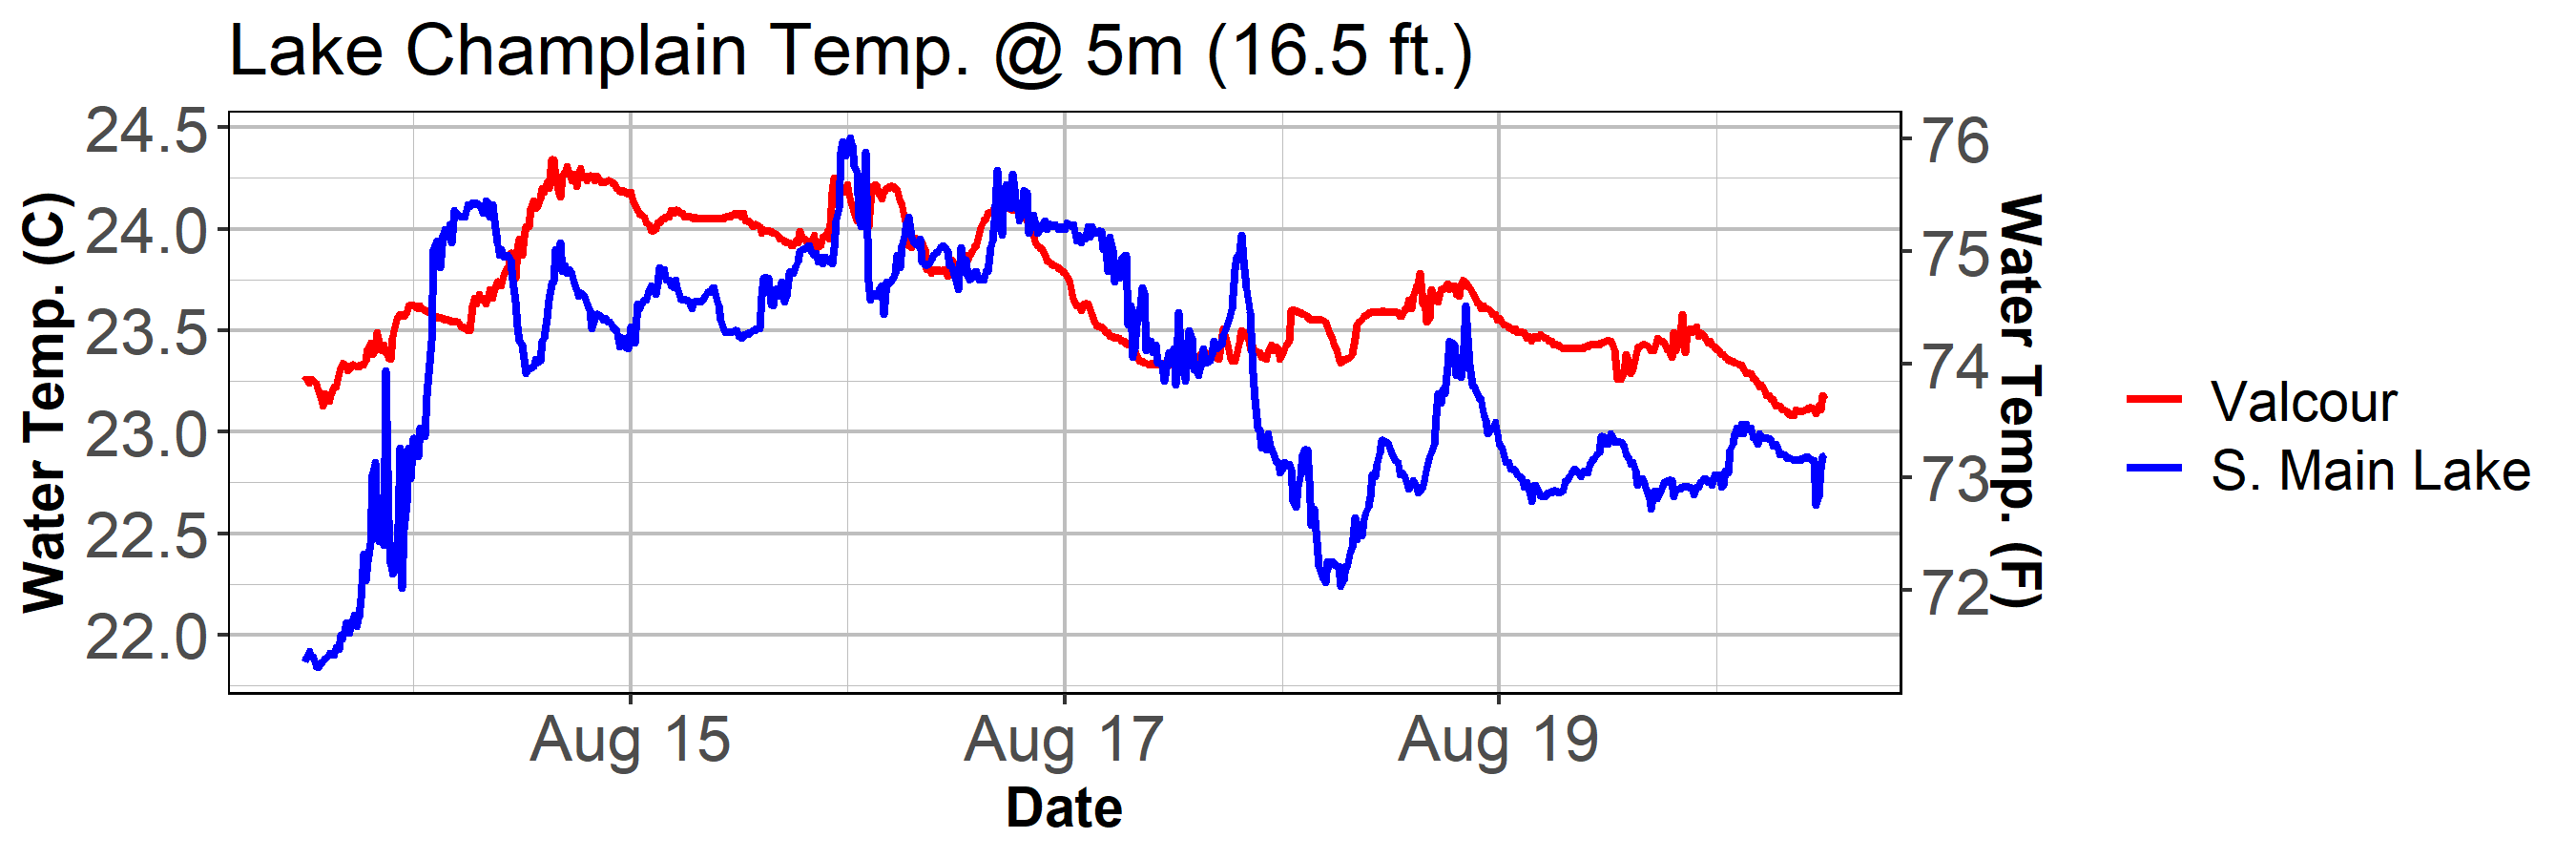 Lake Champlain Temp. @ 5m (16.5 ft.)
Water Temp. (C)
24.5
24.0
23.5
23.0
22.5
22.0
76
75
74
73
72
Water Temp. (F)
Aug 15
Aug 17
Aug 19
Date
Valcour
S. Main Lake